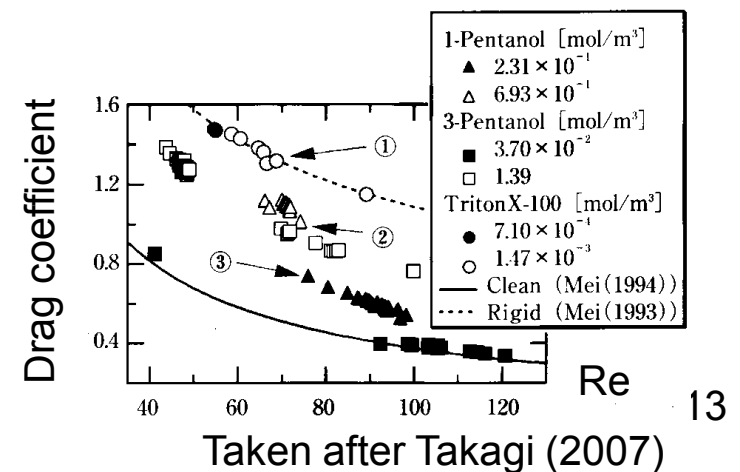 1-Pentanol [mol/m³]
▲ 2.31 × 10⁻¹
△ 6.93 × 10⁻¹
3-Pentanol [mol/m³]
■ 3.70 × 10⁻²
□ 1.39
TritonX-100 [mol/m³]
● 7.10 × 10⁻⁴
○ 1.47 × 10⁻³
Clean (Mei(1994))
Rigid (Mei(1993))
Drag coefficient
1.6
1.2
0.8
0.4
①
②
③
40 60 80 100
Re
13
Taken after Takagi (2007)